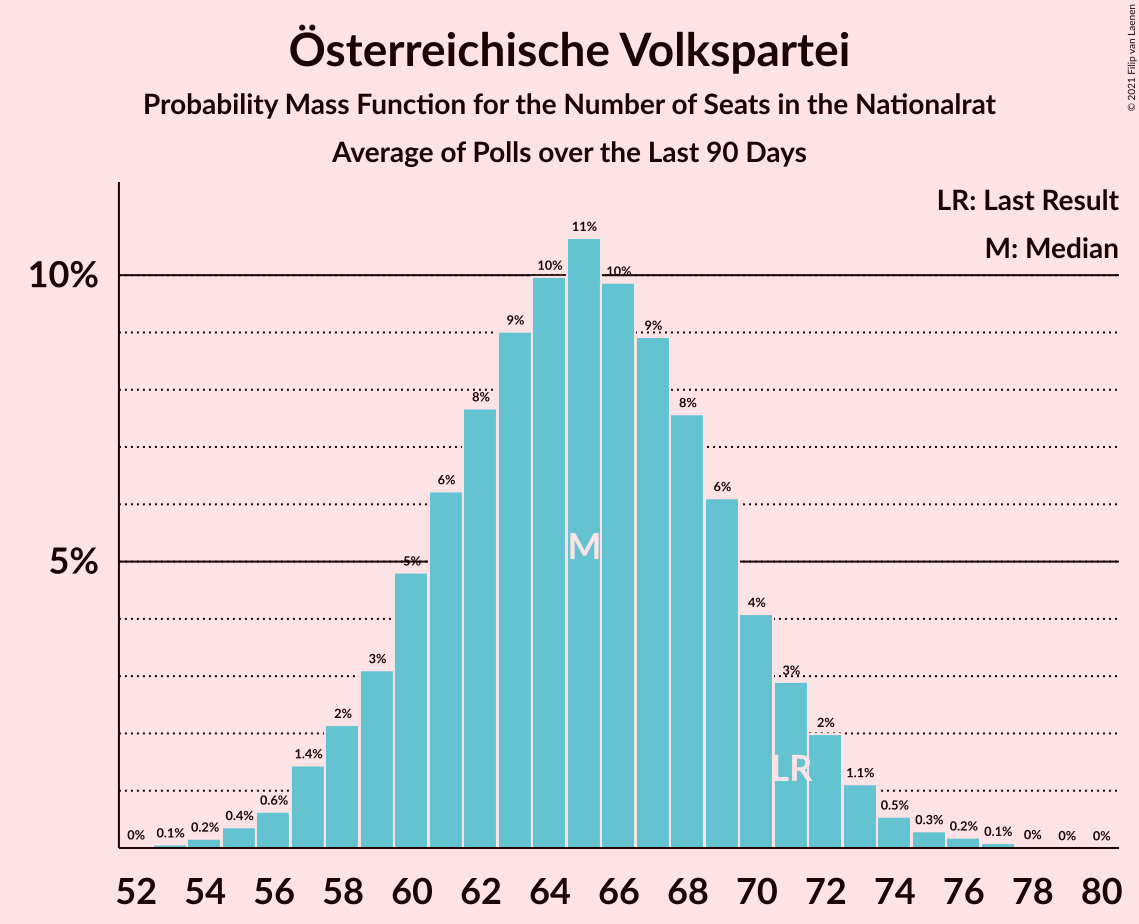 Österreichische Volkspartei
Probability Mass Function for the Number of Seats in the Nationalrat
Average of Polls over the Last 90 Days
© 2021 Filip van Laenen
LR: Last Result
M: Median
10%
5%
0% 0.1% 0.2% 0.4% 0.6% 1.4% 2% 3% 5% 6% 8% 9% 10% 11% 10% 9% 8% 6% 4% 3% 2% 1.1% 0.5% 0.3% 0.2% 0.1% 0% 0% 0%
M
LR
52 54 56 58 60 62 64 66 68 70 72 74 76 78 80